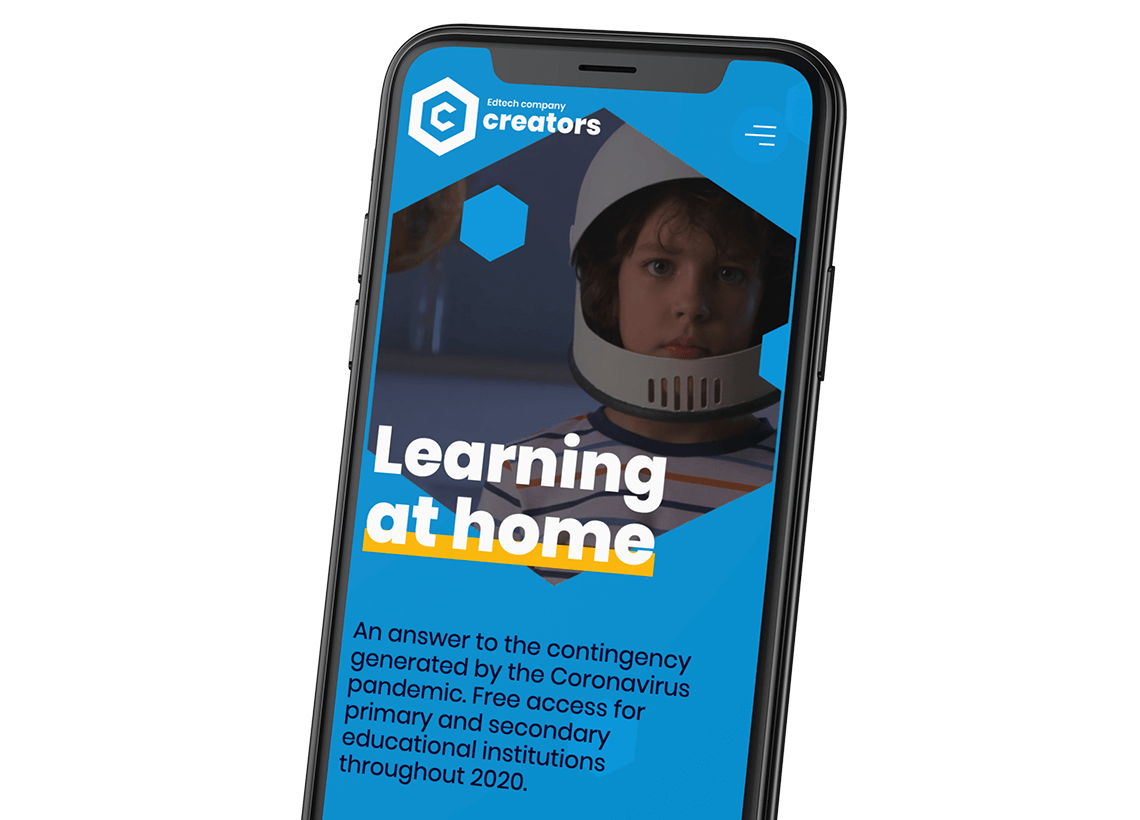 Edtech company
creators
Learning
at home
An answer to the contingency
generated by the Coronavirus
pandemic. Free access for
primary and secondary
educational institutions
throughout 2020.